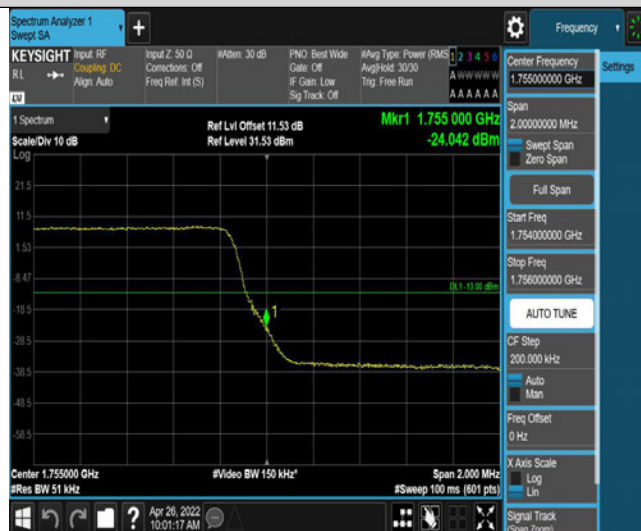 Spectrum Analyzer 1
Swept SA
Frequency
KEYSIGHT
RL
Input: RF
Coupling: DC
Align: Auto
Input Z: 50 Ω
Corrections: Off
Freq Ref: Int (S)
#Atten: 30 dB
PNO: Best Wide
Gate: Off
IF Gain: Low
Sig Track: Off
#Avg Type: Power (RMS
Avg|Hold: 30/30
Trig: Free Run
1 2 3 4 5 6
A W W W W W
A A A A A A
1 Spectrum
Scale/Div 10 dB
Log
Ref Lvl Offset 11.53 dB
Ref Level 31.53 dBm
Mkr1 1.755 000 GHz
-24.042 dBm
21.5
11.5
1.53
-8.47
-18.5
-28.5
-38.5
-48.5
-58.5
DL1 -13.00 dBm
1
Center 1.755000 GHz
#Res BW 51 kHz
#Video BW 150 kHz*
Span 2.000 MHz
#Sweep 100 ms (601 pts)
Apr 26, 2022
10:01:17 AM
Center Frequency
1.755000000 GHz
Settings
Span
2.00000000 MHz
Swept Span
Zero Span
Full Span
Start Freq
1.754000000 GHz
Stop Freq
1.756000000 GHz
AUTO TUNE
CF Step
200.000 kHz
Auto
Man
Freq Offset
0 Hz
X Axis Scale
Log
Lin
Signal Track
(Span Zoom)